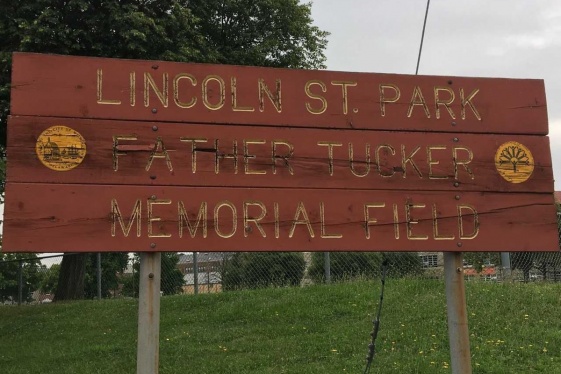 LINCOLN ST. PARK
FATHER TUCKER
MEMORIAL FIELD